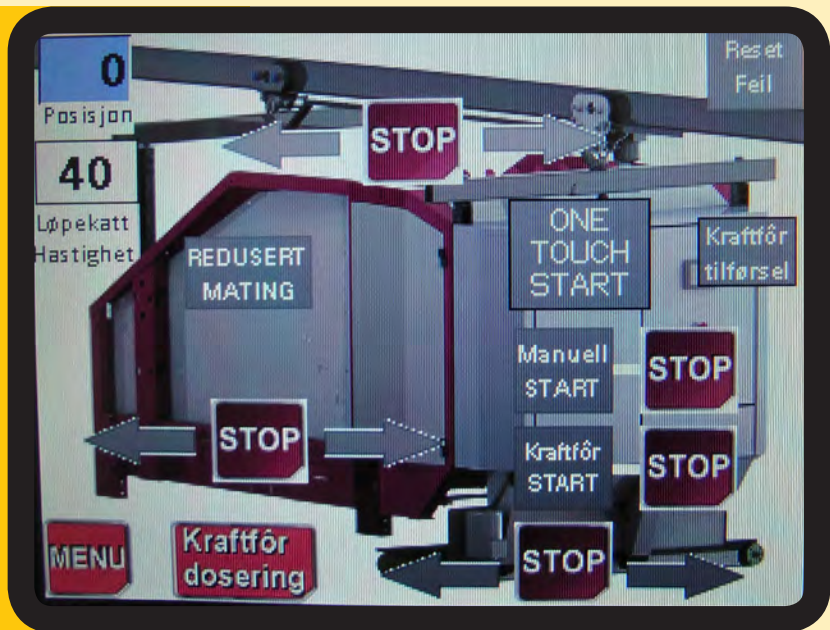 0
Posisjon
40
Løpekatt
Hastighet
Reset
Feil
STOP
REDUSERT
MATING
ONE
TOUCH
START
Kraftfôr
tilførsel
Manuell
START
STOP
STOP
Kraftfôr
START
STOP
MENU
Kraftfôr
dosering
STOP